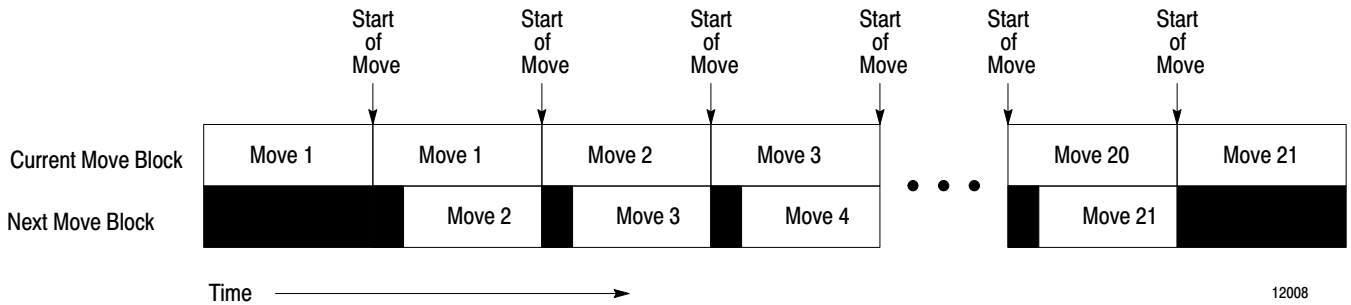 Start of Move
Start of Move
Start of Move
Start of Move
Start of Move
Start of Move
Current Move Block
Move 1
Move 1
Move 2
Move 3
Move 20
Move 21
Next Move Block
Move 2
Move 3
Move 4
Move 21
Time
12008